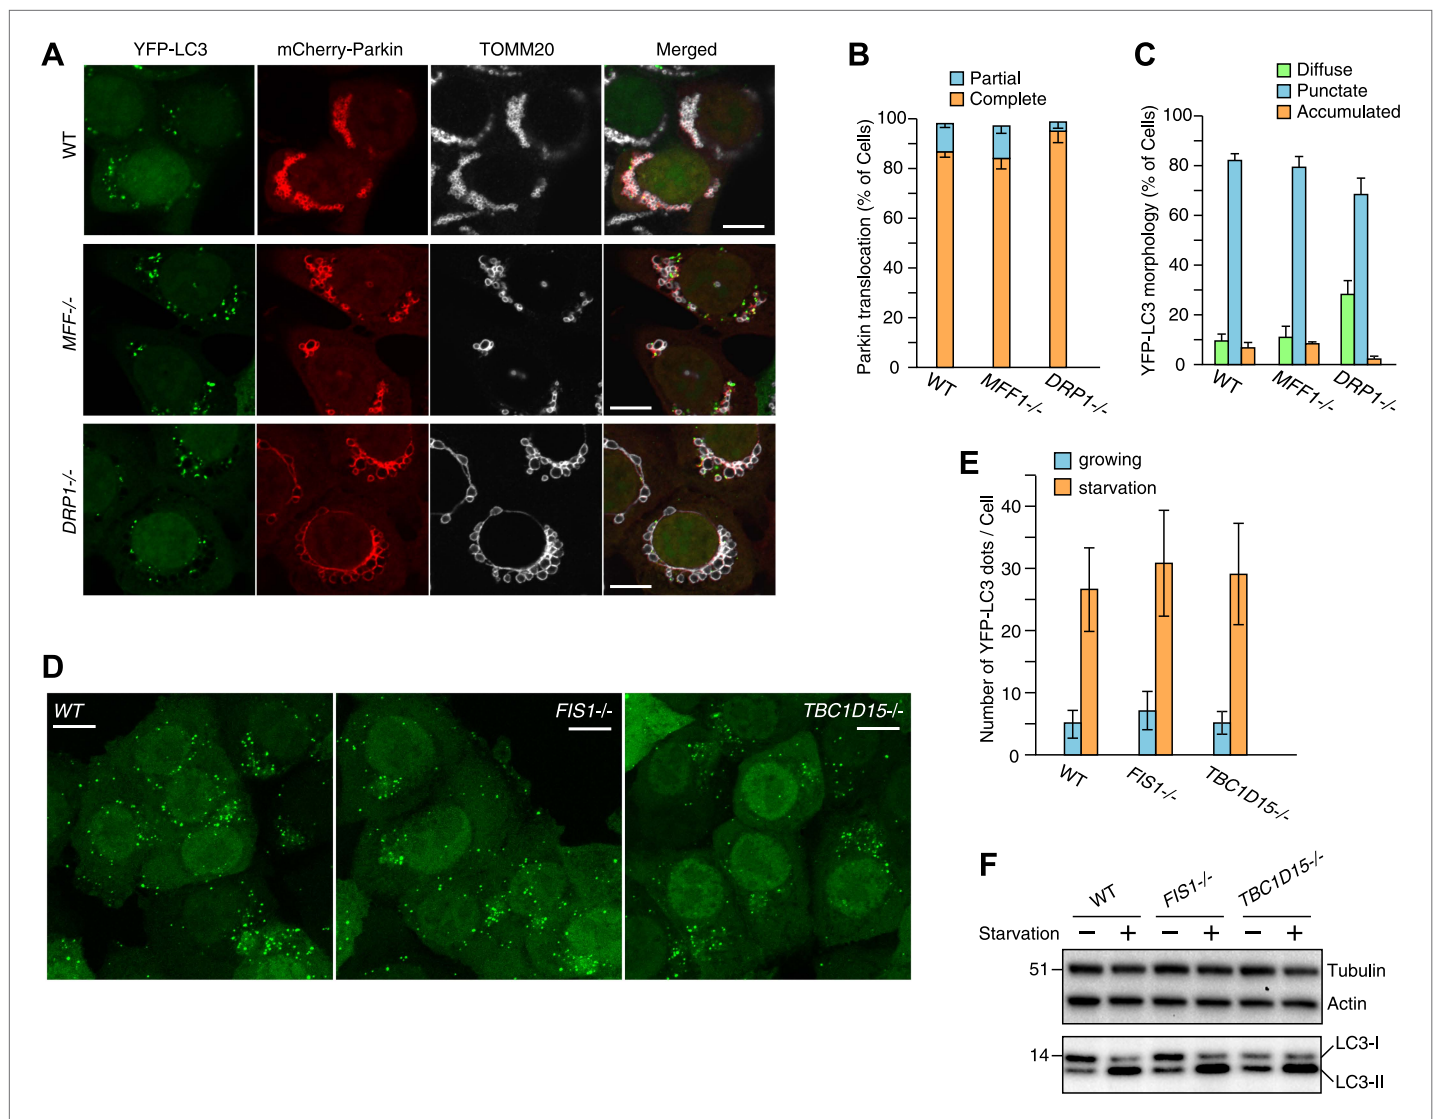 A
YFP-LC3 mCherry-Parkin TOMM20 Merged
WT
MFF-/-
DRP1-/-
B
Partial
Complete
Parkin translocation (% of Cells)
100
80
60
40
20
0
WT MFF1-/- DRP1-/-
C
Diffuse
Punctate
Accumulated
YFP-LC3 morphology (% of Cells)
100
80
60
40
20
0
WT MFF1-/- DRP1-/-
D
WT FIS1-/- TBC1D15-/-
E
growing
starvation
Number of YFP-LC3 dots / Cell
40
30
20
10
0
WT FIS1-/- TBC1D15-/-
F
WT FIS1-/- TBC1D15-/-
Starvation − + − + − +
51 Tubulin
Actin
14 LC3-I
LC3-II